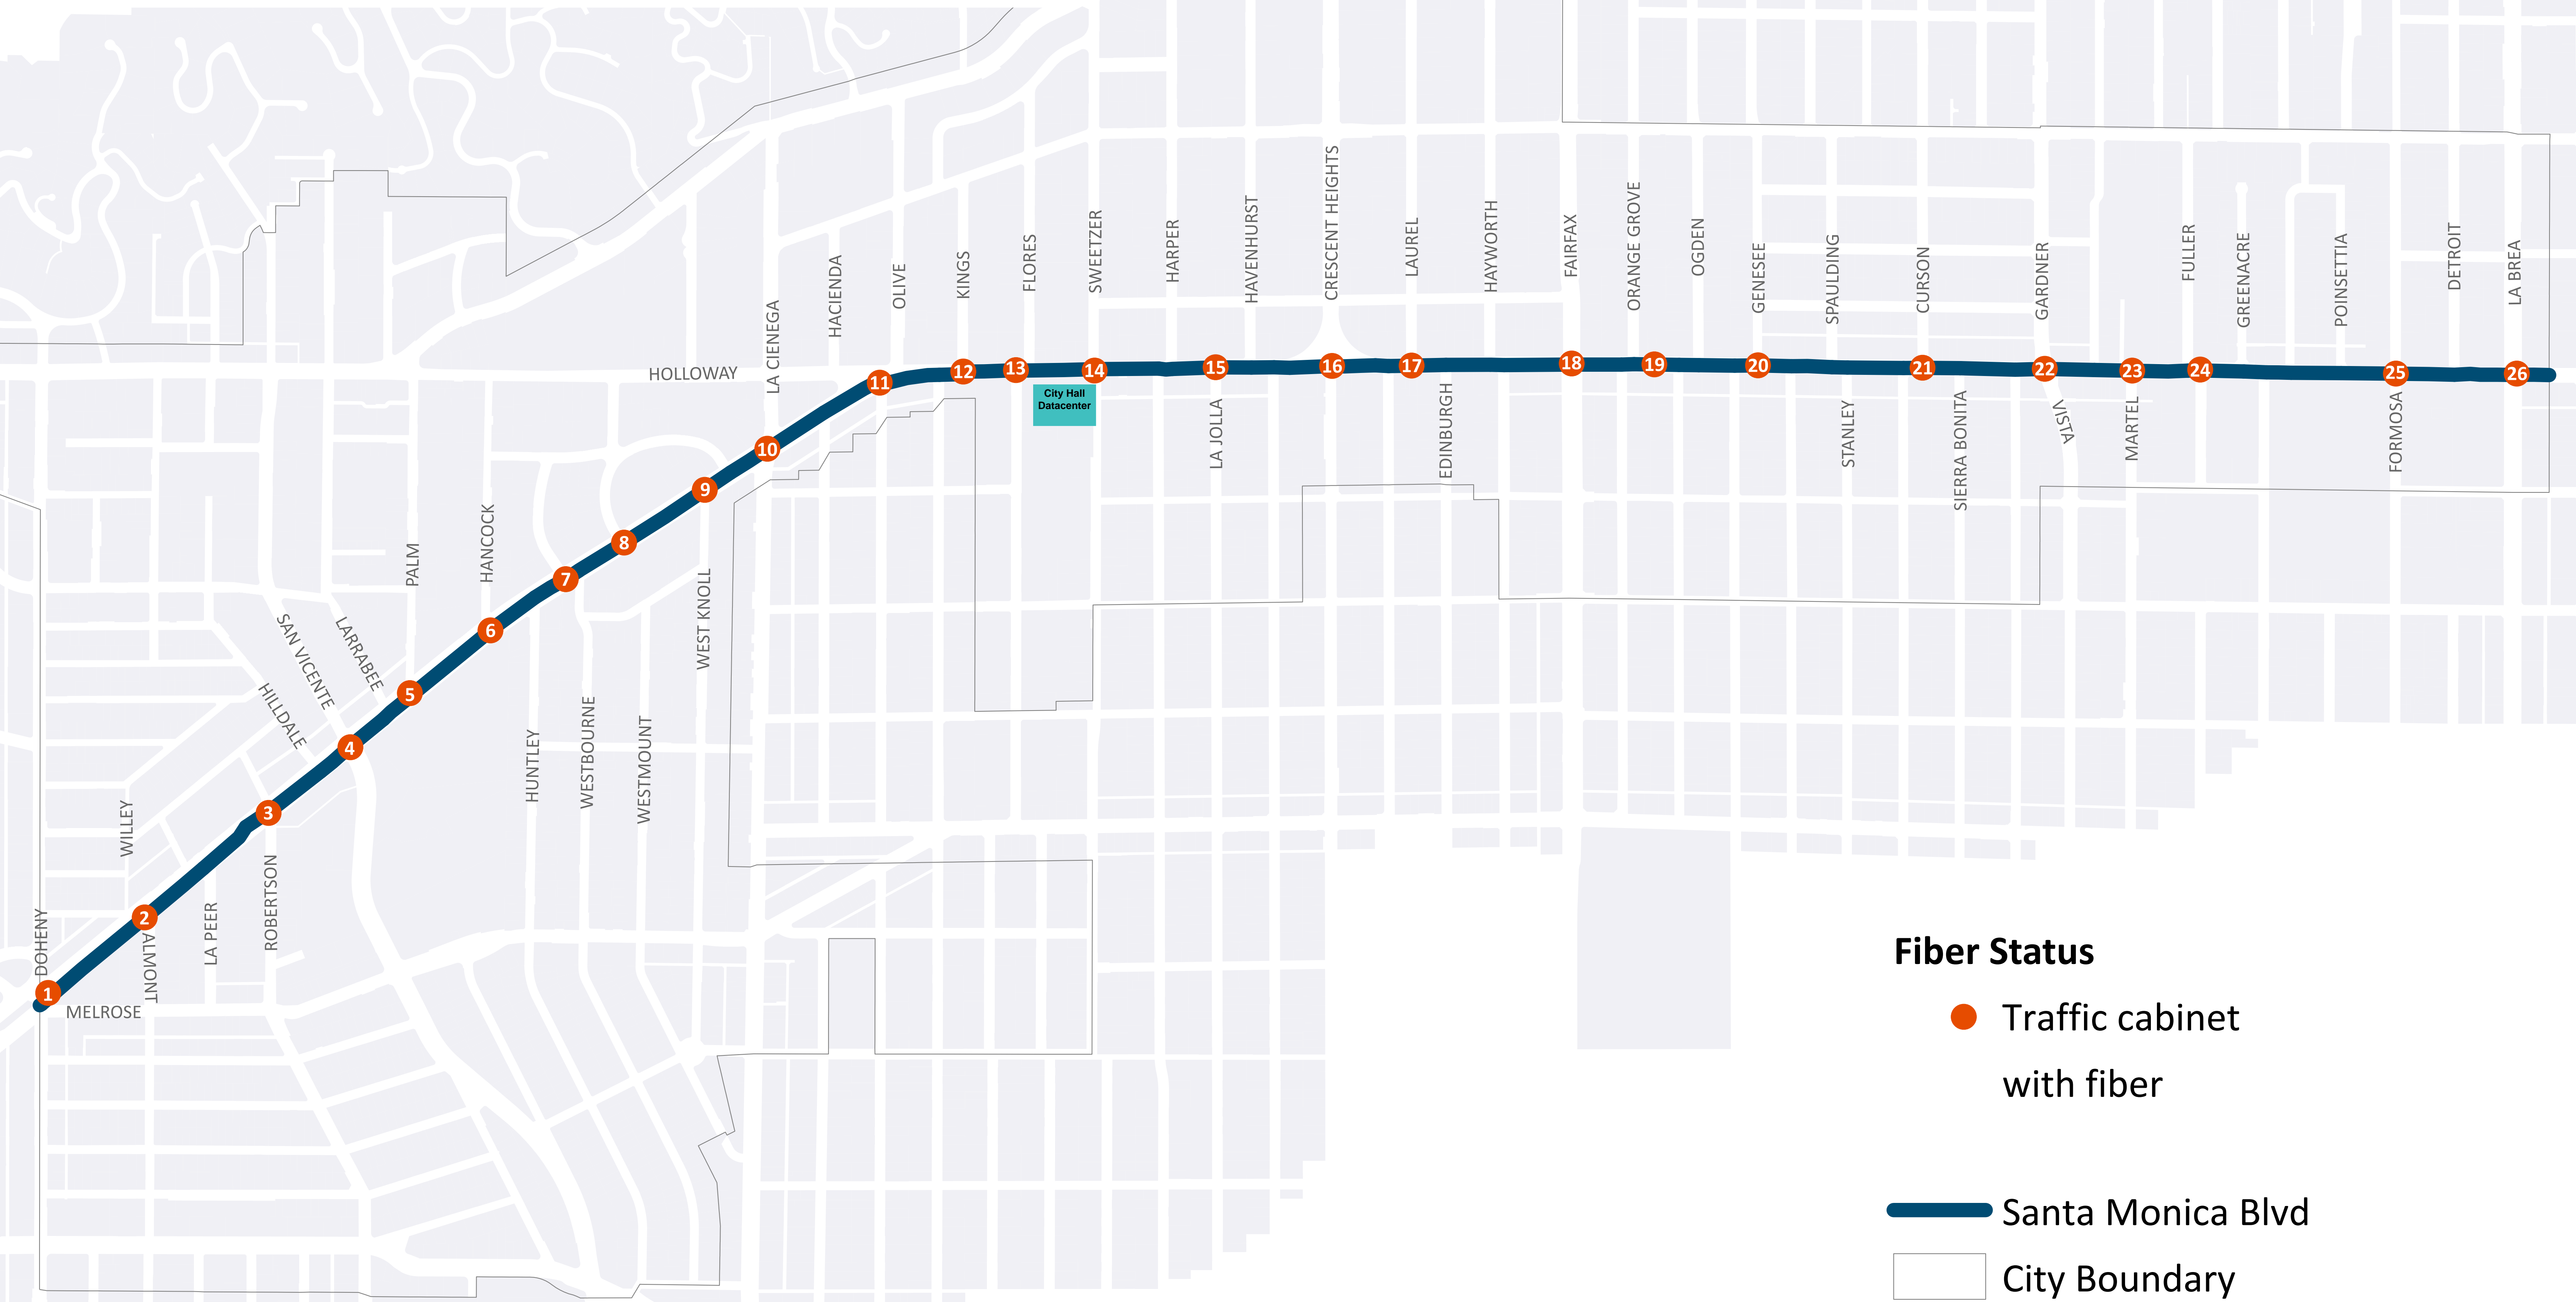 CRESCENT HEIGHTS
ORANGE GROVE
HAVENHURST
HAYWORTH
SWEETZER
FAIRFAX
LAUREL
HARPER
OGDEN
FULLER
DETROIT
GREENACRE
POINSETTIA
SPAULDING
FLORES
LA BREA
GARDNER
GENESEE
CURSON
KINGS
HACIENDA
OLIVE
LA CIENEGA
HOLLOWAY
1
2
3
4
5
6
7
8
9
10
11
12
13
14
15
16
17
18
19
20
21
22
23
24
25
26
City Hall
Datacenter
LA JOLLA
EDINBURGH
STANLEY
SIERRA BONITA
VISTA
MARTEL
FORMOSA
PALM
HANCOCK
WEST KNOLL
SAN VICENTE
LARRABEE
HILLDALE
HUNTLEY
WESTBOURNE
WESTMOUNT
WILLEY
DOHENY
ALMONT
LA PEER
ROBERTSON
MELROSE
Fiber Status
Traffic cabinet
with fiber
Santa Monica Blvd
City Boundary